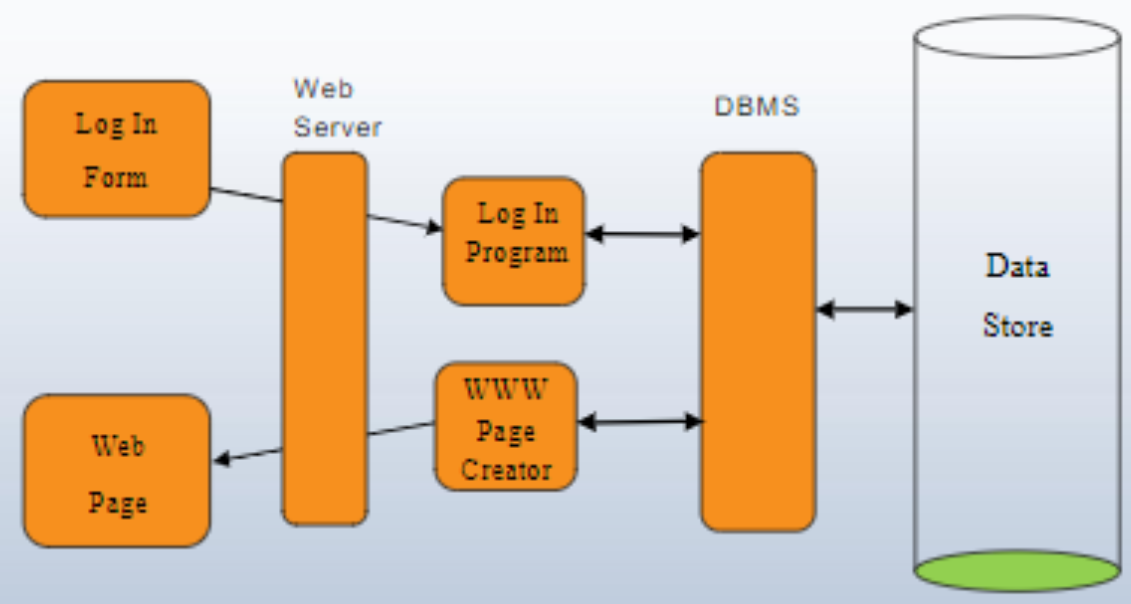 Log In
Form
Web
Server
Log In
Program
DBMS
Data
Store
Web
Page
WWW
Page
Creator